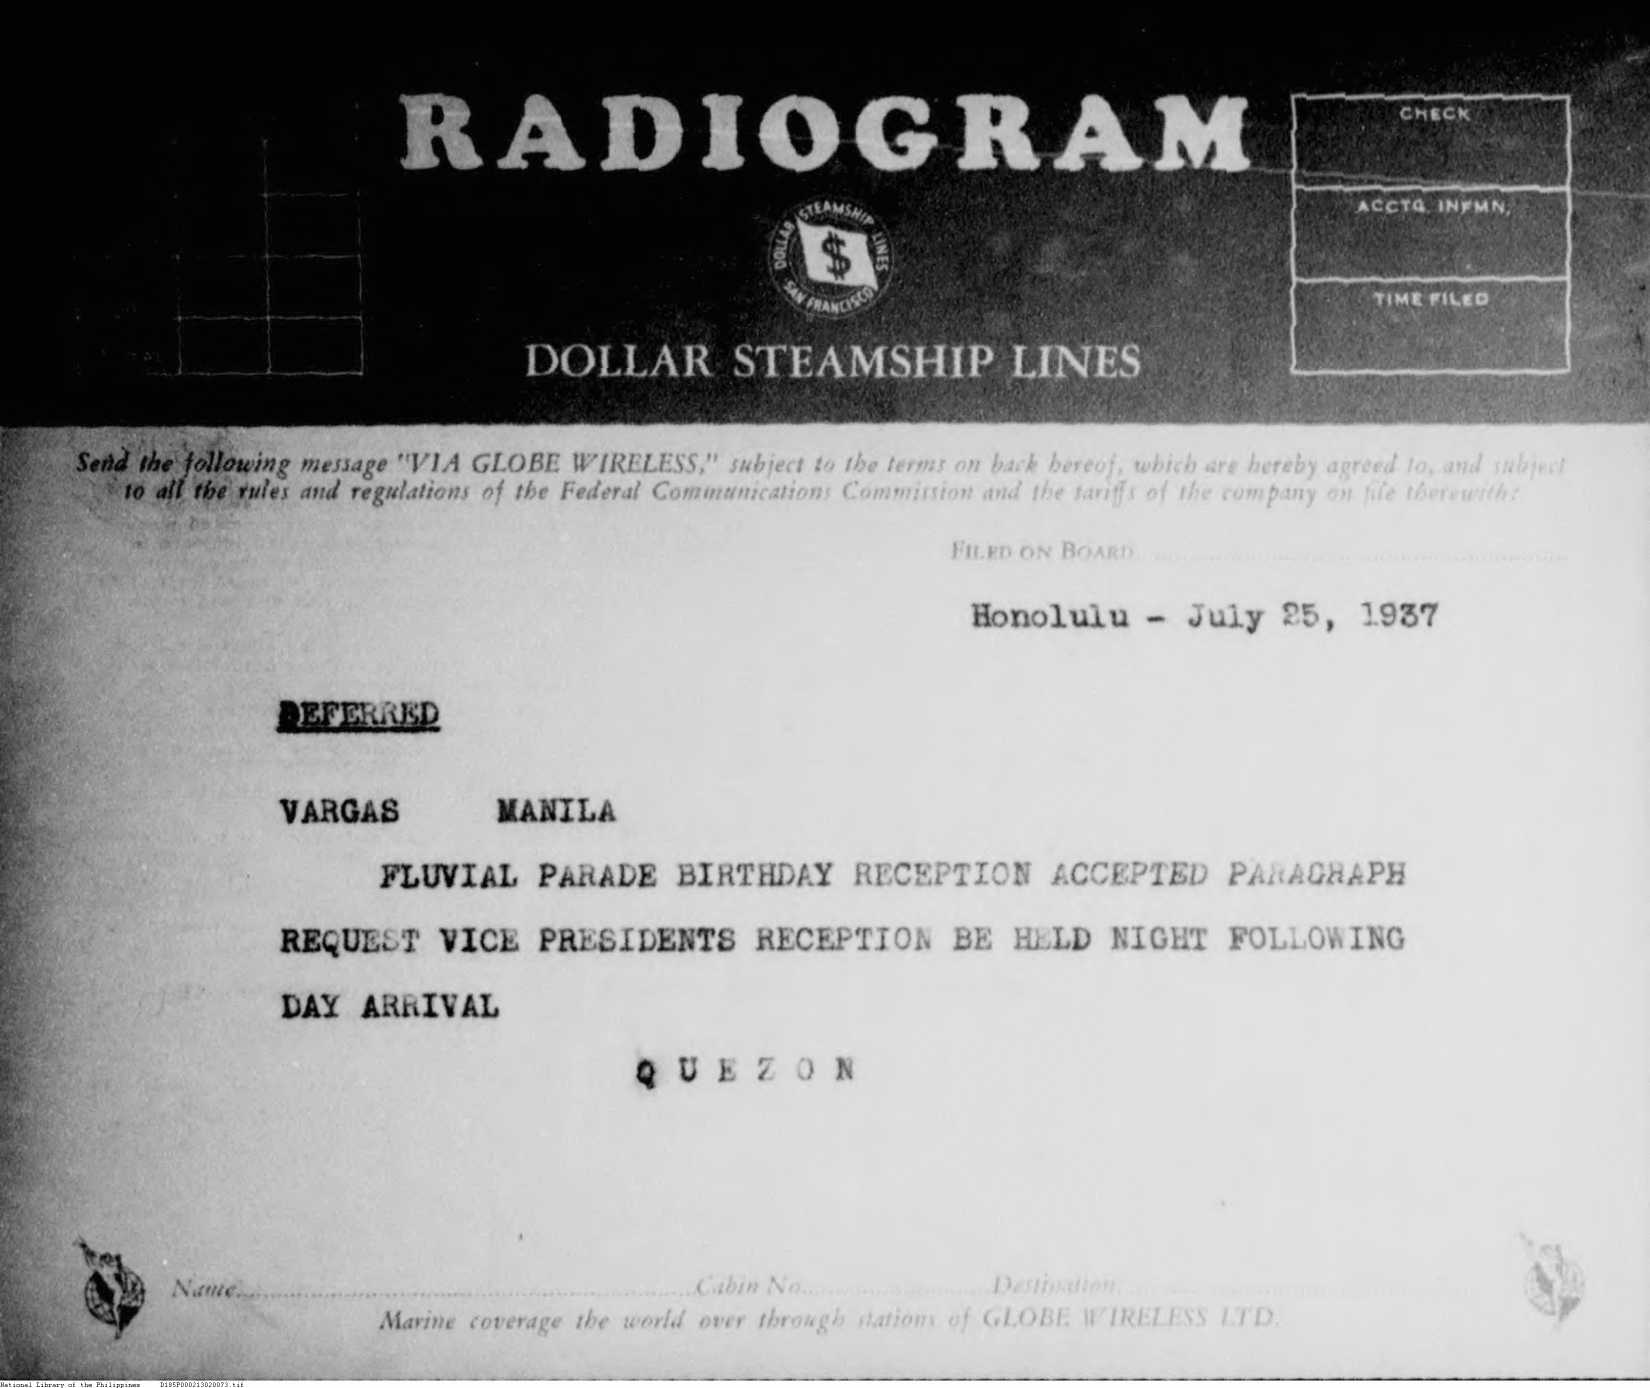 RADIOGRAM
CHECK
ACCTG. INFMN.
TIME FILED
DOLLAR STEAMSHIP LINES
SAN FRANCISCO
$
DOLLAR STEAMSHIP LINES
Send the following message "VIA GLOBE WIRELESS," subject to the terms on back hereof, which are hereby agreed to, and subject
to all the rules and regulations of the Federal Communications Commission and the tariffs of the company on file therewith:
FILED ON BOARD
Honolulu - July 25, 1937
DEFERRED
VARGAS MANILA
FLUVIAL PARADE BIRTHDAY RECEPTION ACCEPTED PARAGRAPH
REQUEST VICE PRESIDENTS RECEPTION BE HELD NIGHT FOLLOWING
DAY ARRIVAL
QUEZON
Name Cabin No. Destination
Marine coverage the world over through stations of GLOBE WIRELESS LTD.
National Library of the Philippines D185P000213020073.tif